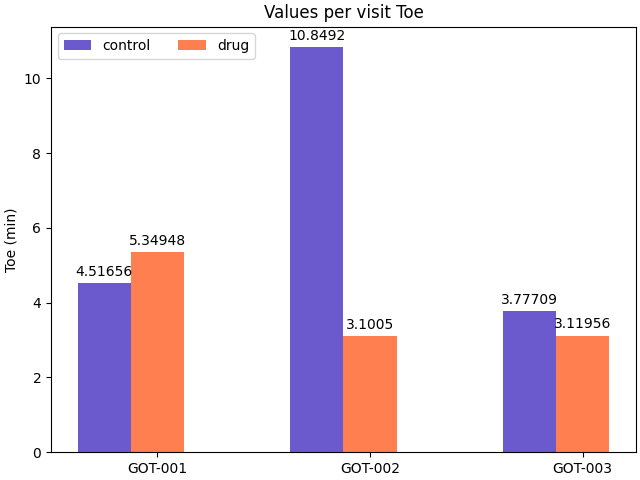 Values per visit Toe
control
drug
10.8492
5.34948
4.51656
3.77709
3.1005
3.11956
Toe (min)
10
8
6
4
2
0
GOT-001
GOT-002
GOT-003